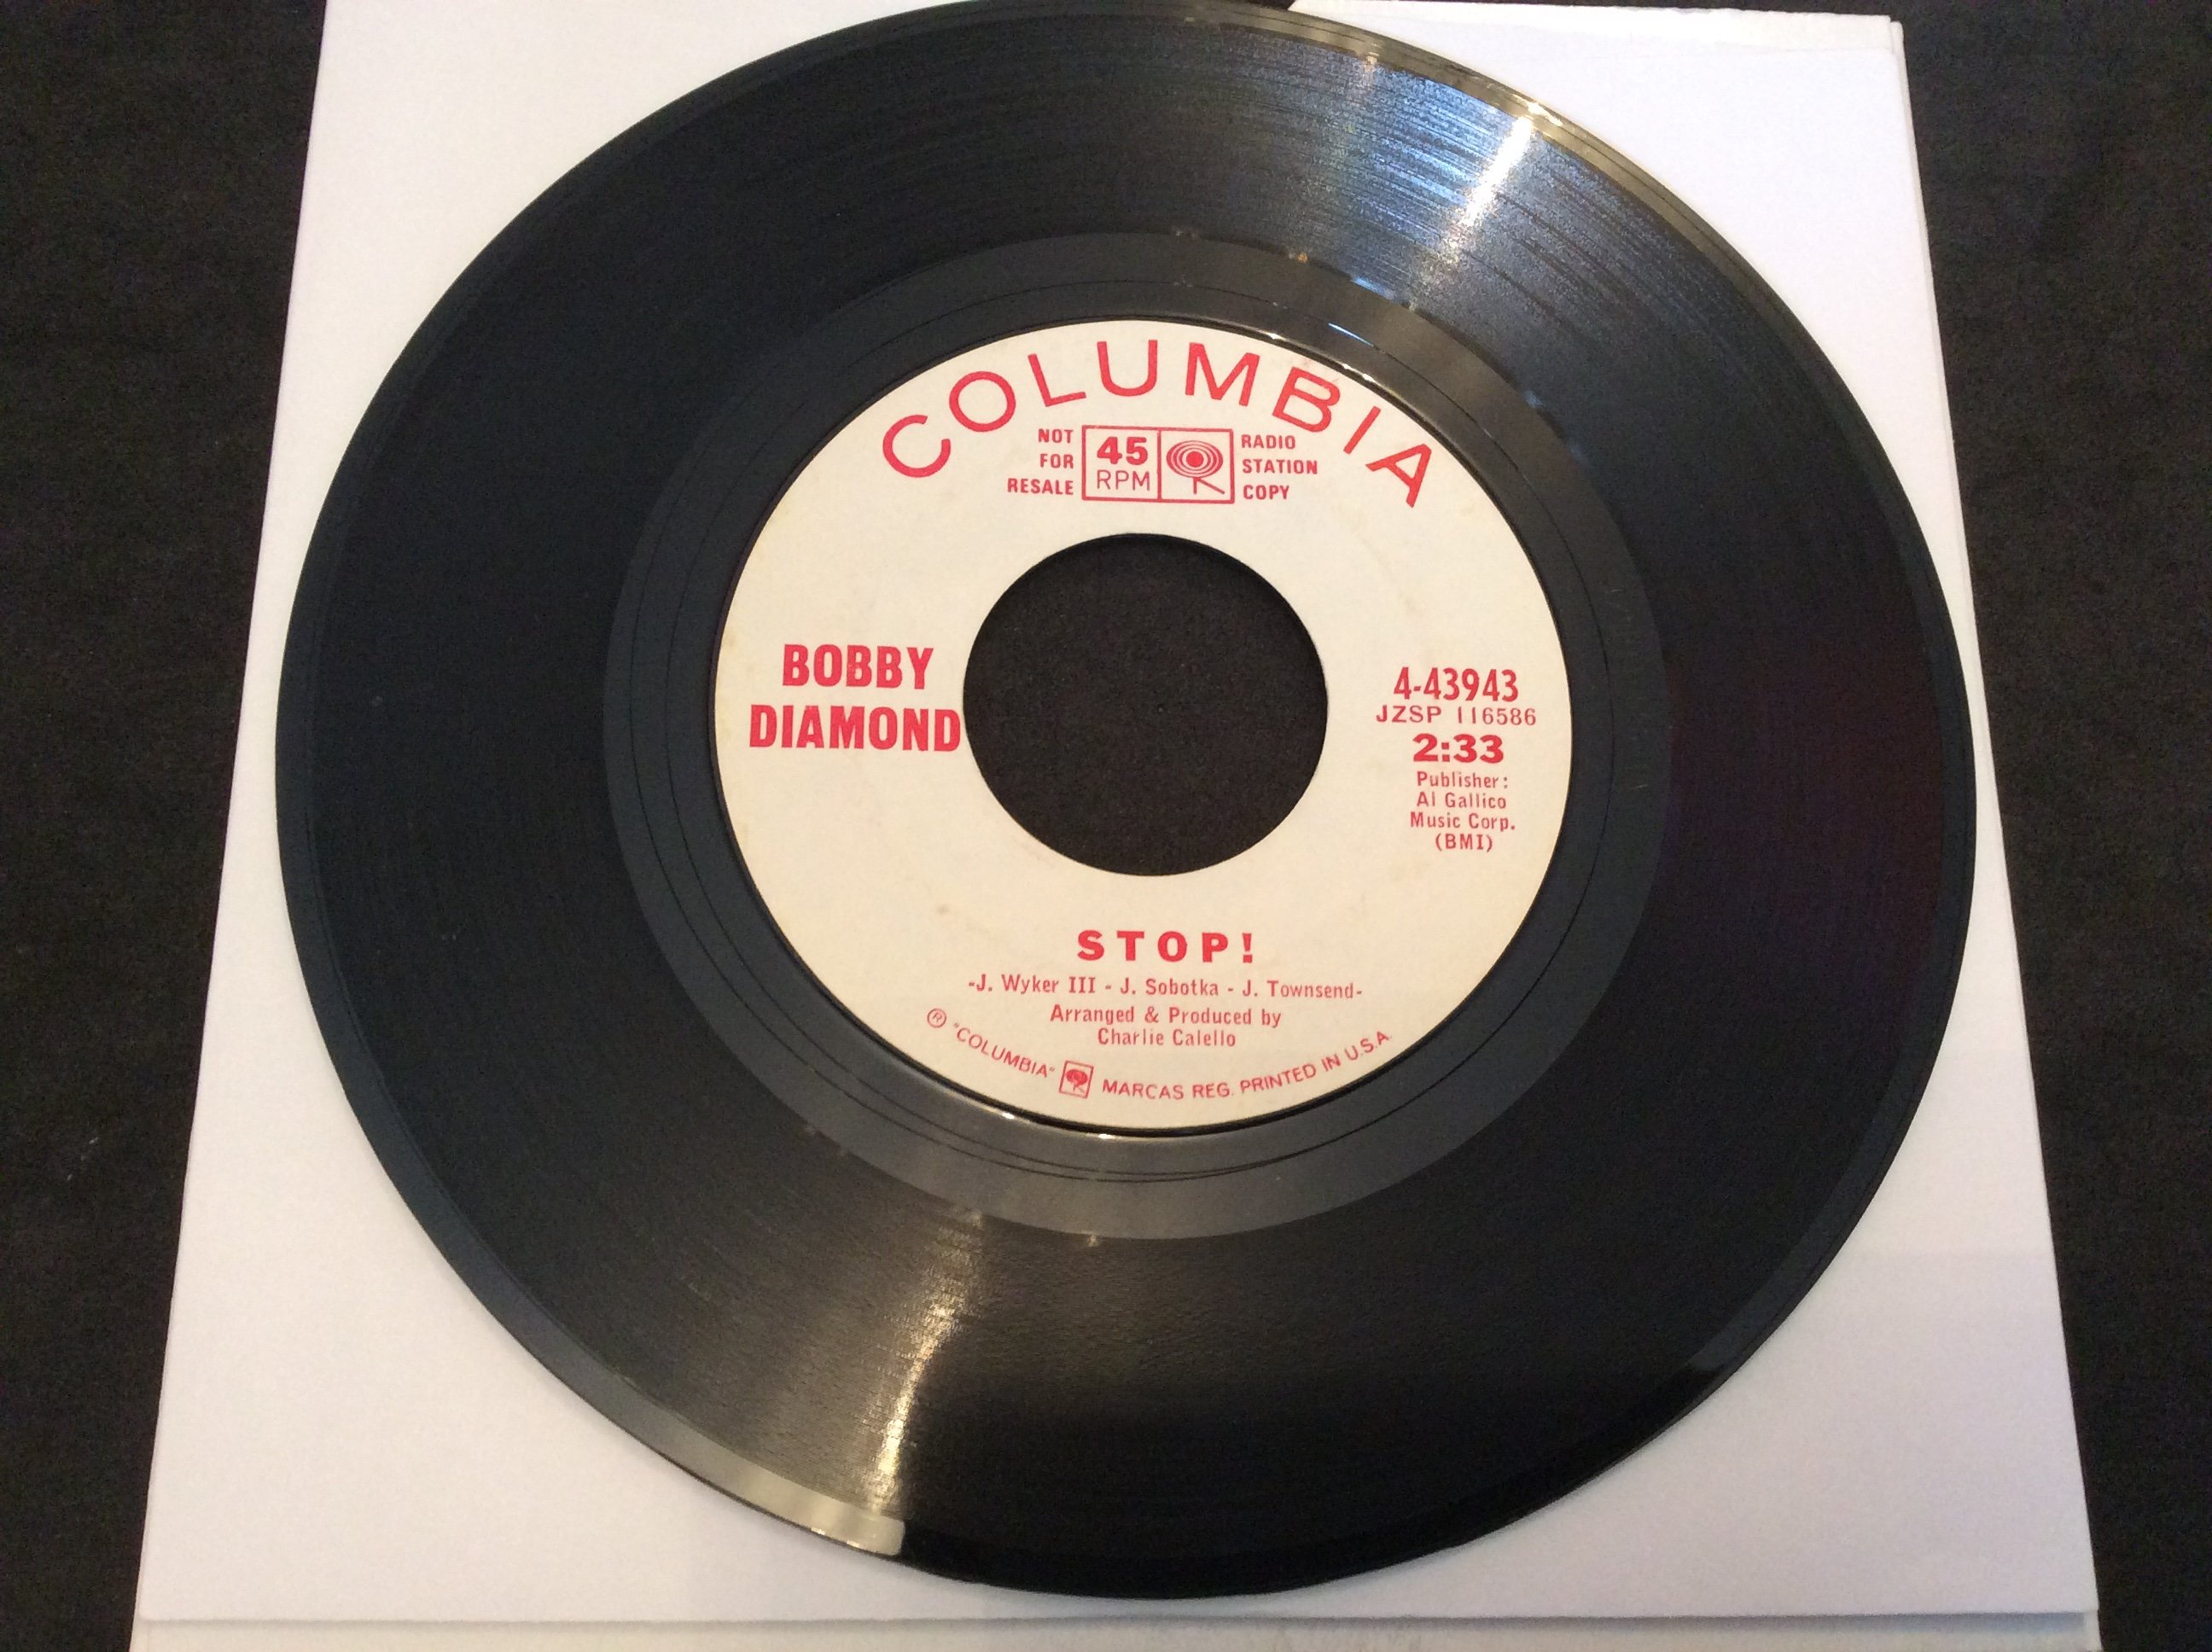 COLUMBIA
NOT
FOR
RESALE
45
RPM
RADIO
STATION
COPY
BOBBY
DIAMOND
4-43943
JZSP 116586
2:33
Publisher:
Al Gallico
Music Corp.
(BMI)
STOP!
-J. Wyker III - J. Sobotka - J. Townsend-
Arranged & Produced by
Charlie Calello
® "COLUMBIA" MARCAS REG. PRINTED IN U.S.A.